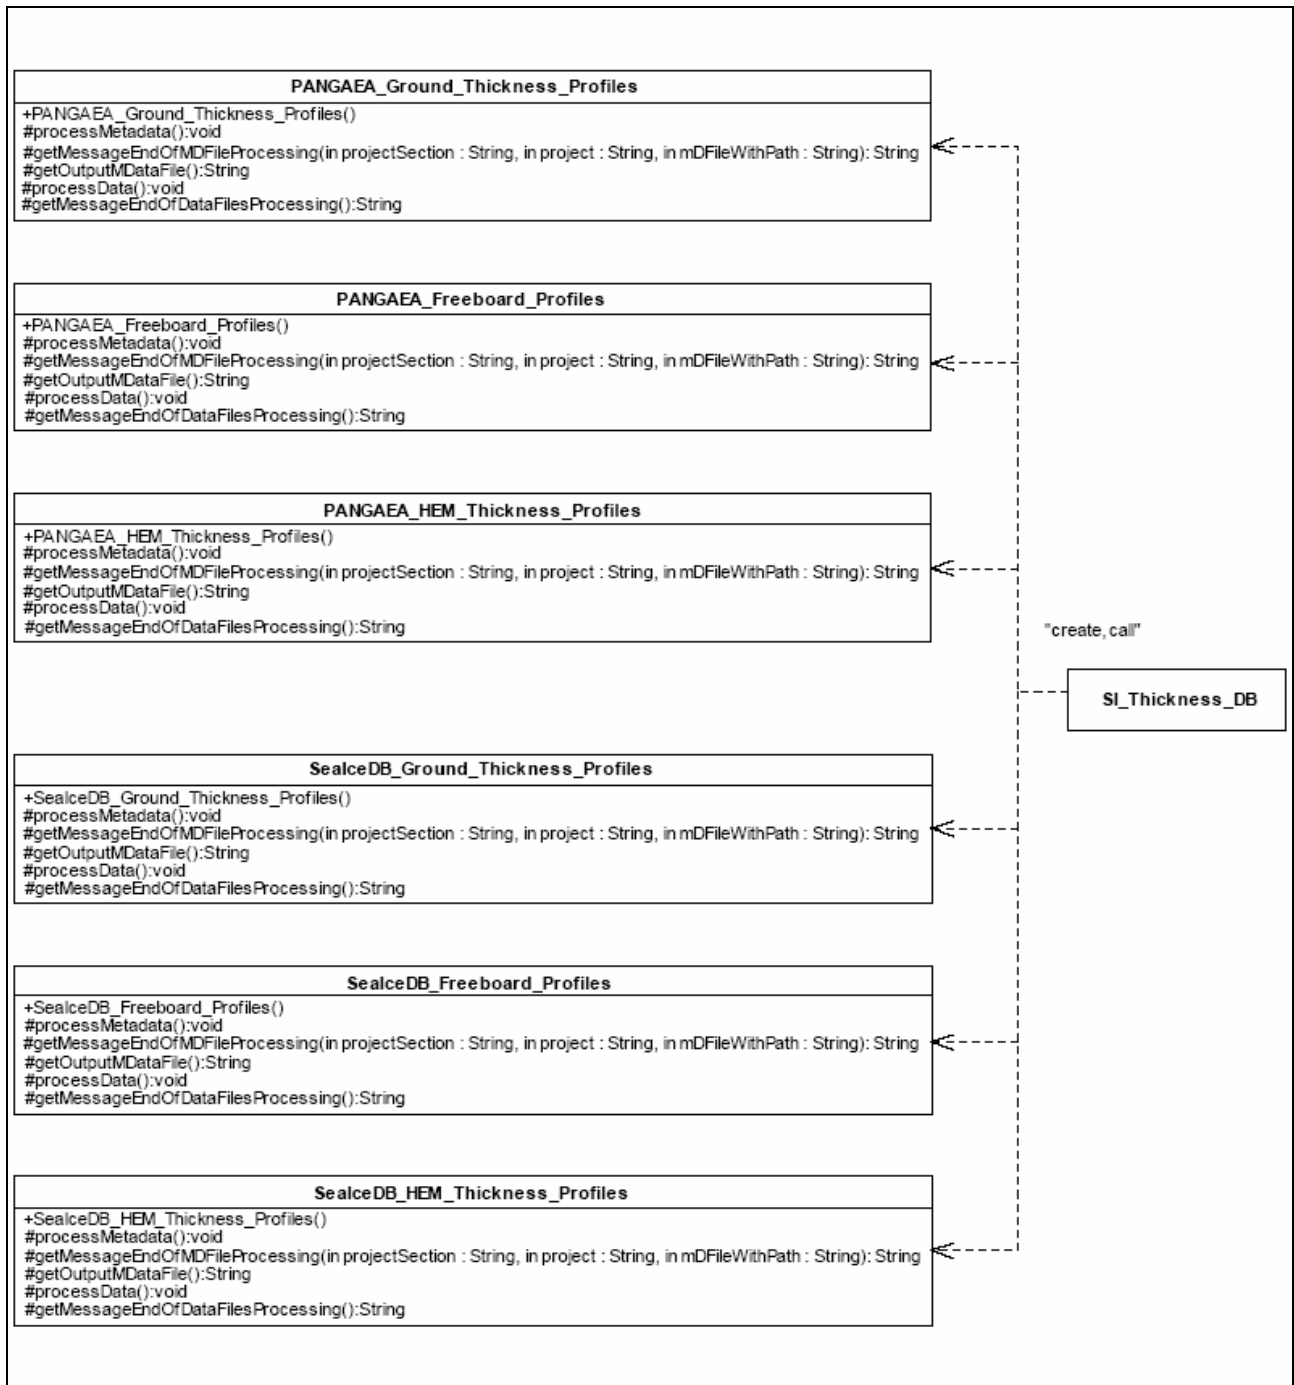 PANGAEA_Ground_Thickness_Profiles
+PANGAEA_Ground_Thickness_Profiles()
#processMetadata():void
#getMessageEndOfMDFileProcessing(in projectSection : String, in project : String, in mDFileWithPath : String): String
#getOutputMDataFile():String
#processData():void
#getMessageEndOfDataFilesProcessing():String
PANGAEA_Freeboard_Profiles
+PANGAEA_Freeboard_Profiles()
#processMetadata():void
#getMessageEndOfMDFileProcessing(in projectSection : String, in project : String, in mDFileWithPath : String): String
#getOutputMDataFile():String
#processData():void
#getMessageEndOfDataFilesProcessing():String
PANGAEA_HEM_Thickness_Profiles
+PANGAEA_HEM_Thickness_Profiles()
#processMetadata():void
#getMessageEndOfMDFileProcessing(in projectSection : String, in project : String, in mDFileWithPath : String): String
#getOutputMDataFile():String
#processData():void
#getMessageEndOfDataFilesProcessing():String
"create, call"
SI_Thickness_DB
SeaIceDB_Ground_Thickness_Profiles
+SeaIceDB_Ground_Thickness_Profiles()
#processMetadata():void
#getMessageEndOfMDFileProcessing(in projectSection : String, in project : String, in mDFileWithPath : String): String
#getOutputMDataFile():String
#processData():void
#getMessageEndOfDataFilesProcessing():String
SeaIceDB_Freeboard_Profiles
+SeaIceDB_Freeboard_Profiles()
#processMetadata():void
#getMessageEndOfMDFileProcessing(in projectSection : String, in project : String, in mDFileWithPath : String): String
#getOutputMDataFile():String
#processData():void
#getMessageEndOfDataFilesProcessing():String
SeaIceDB_HEM_Thickness_Profiles
+SeaIceDB_HEM_Thickness_Profiles()
#processMetadata():void
#getMessageEndOfMDFileProcessing(in projectSection : String, in project : String, in mDFileWithPath : String): String
#getOutputMDataFile():String
#processData():void
#getMessageEndOfDataFilesProcessing():String